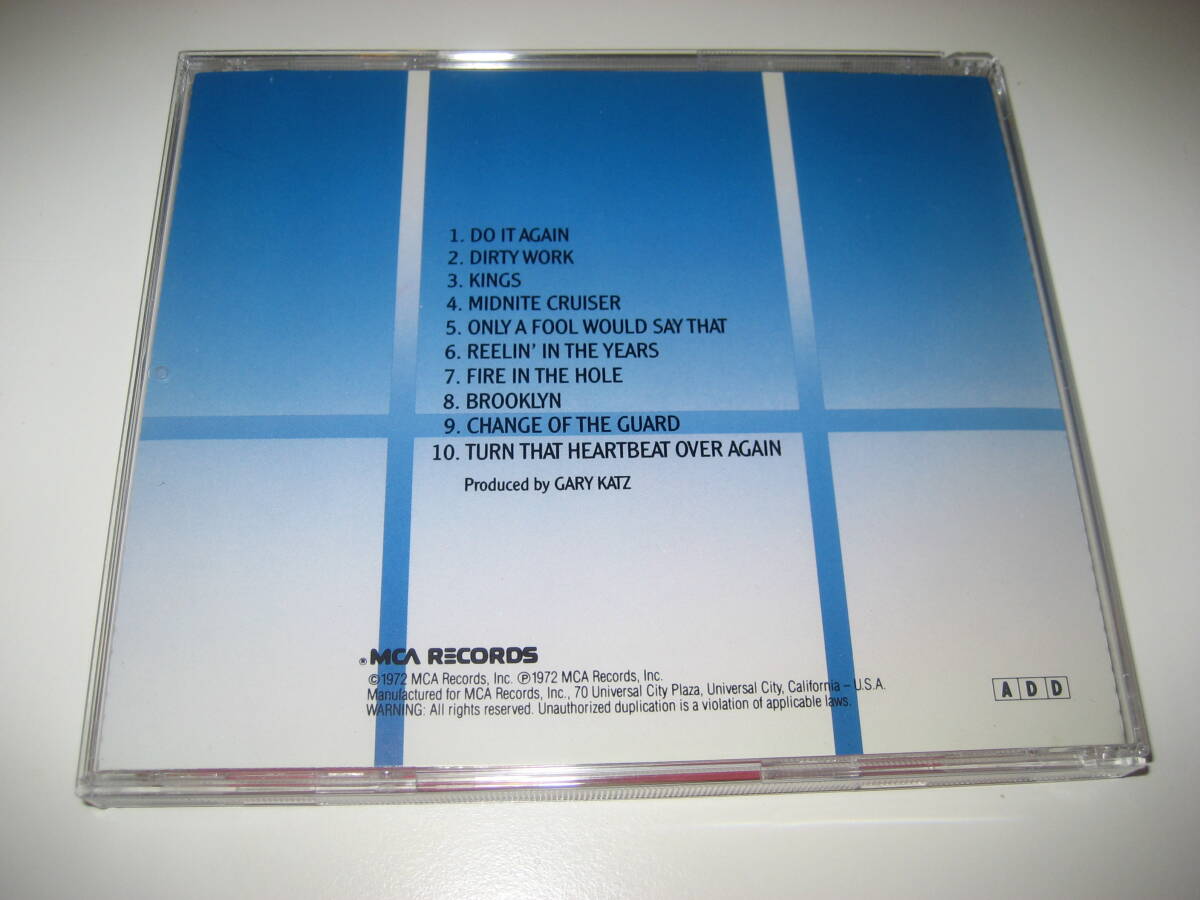 1. DO IT AGAIN
2. DIRTY WORK
3. KINGS
4. MIDNITE CRUISER
5. ONLY A FOOL WOULD SAY THAT
6. REELIN' IN THE YEARS
7. FIRE IN THE HOLE
8. BROOKLYN
9. CHANGE OF THE GUARD
10. TURN THAT HEARTBEAT OVER AGAIN
Produced by GARY KATZ
® MCA RECORDS
©1972 MCA Records, Inc. ℗1972 MCA Records, Inc.
Manufactured for MCA Records, Inc., 70 Universal City Plaza, Universal City, California – U.S.A.
WARNING: All rights reserved. Unauthorized duplication is a violation of applicable laws.
A D D